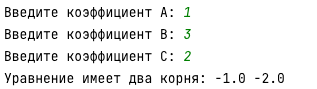 Введите коэффициент A: 1
Введите коэффициент B: 3
Введите коэффициент C: 2
Уравнение имеет два корня: -1.0 -2.0